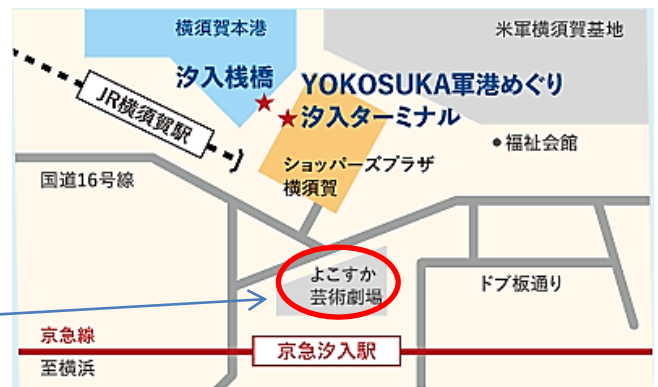 横須賀本港
米軍横須賀基地
汐入桟橋
YOKOSUKA軍港めぐり
汐入ターミナル
JR横須賀駅
福祉会館
ショッパーズプラザ
横須賀
国道16号線
よこすか
芸術劇場
ドブ板通り
京急線
京急汐入駅
至横浜